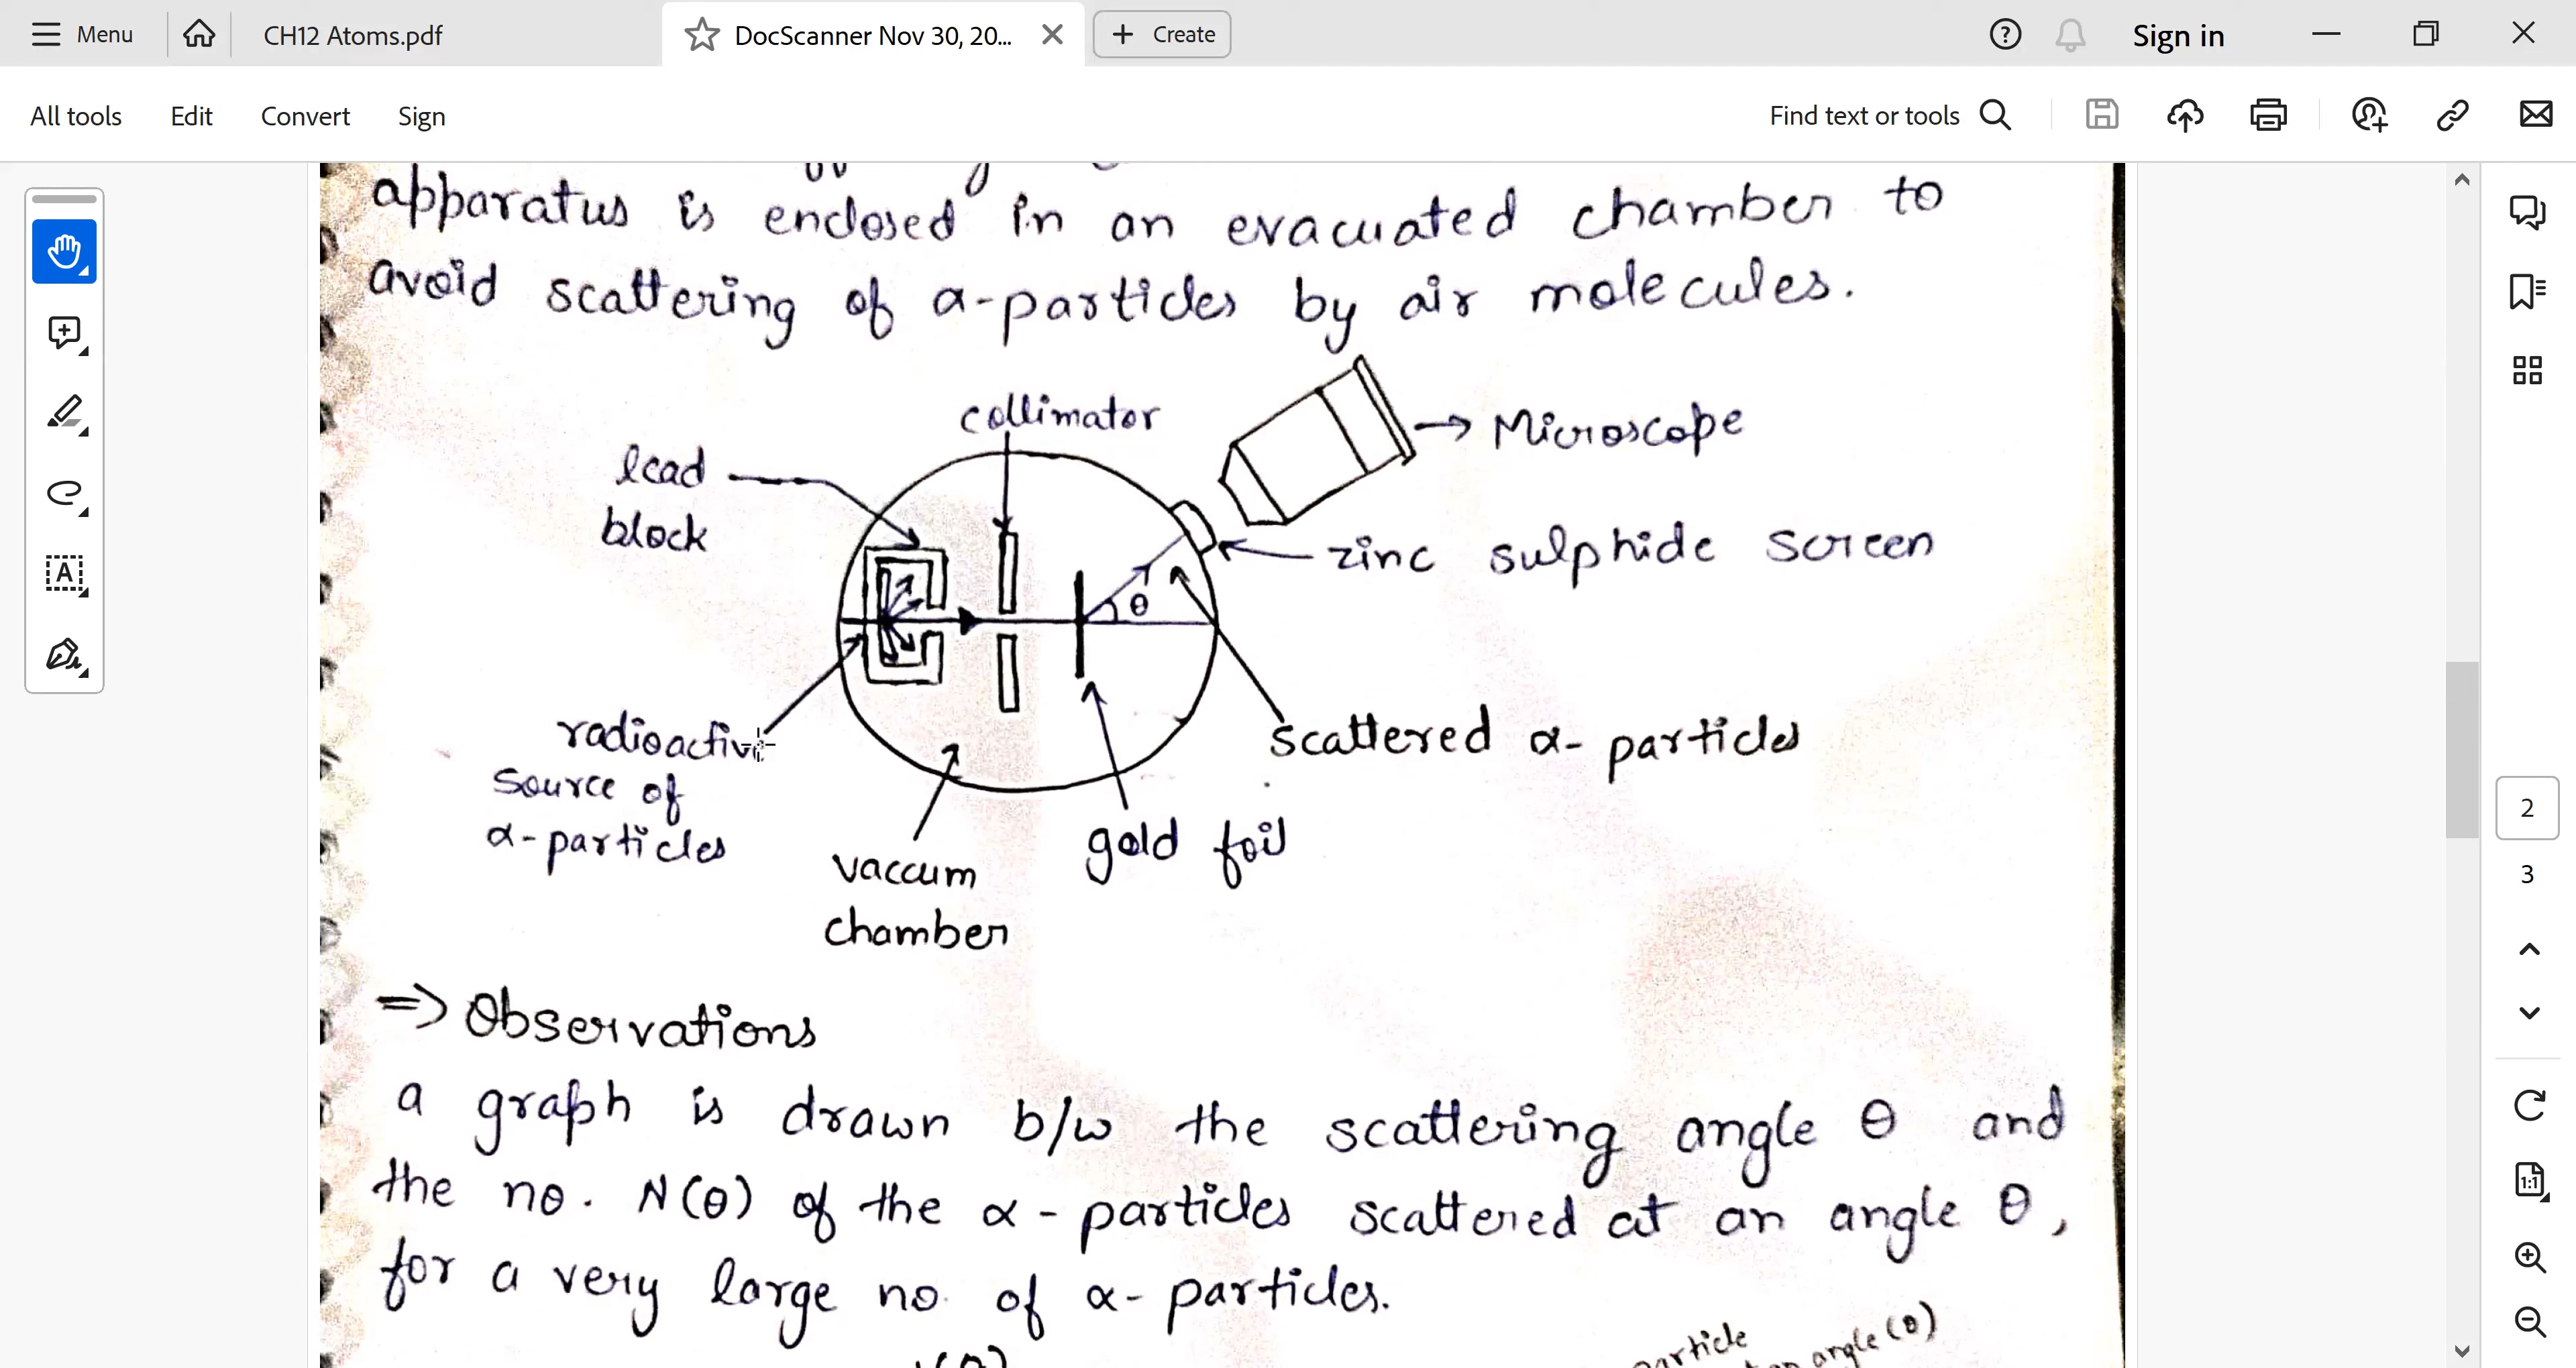 Menu
CH12 Atoms.pdf
DocScanner Nov 30, 20...
Create
Sign in
All tools
Edit
Convert
Sign
Find text or tools
apparatus is enclosed in an evacuated chamber to
avoid scattering of α-particles by air molecules.
collimator
lead
block
→ Microscope
zinc sulphide screen
θ
radioactive
source of
α-particles
scattered α- particles
vaccum
chamber
gold foil
=> Observations
a graph is drawn b/w the scattering angle θ and
the no. N(θ) of the α - particles scattered at an angle θ,
for a very large no. of α- particles.
particle
angle (θ)
2
3
1:1